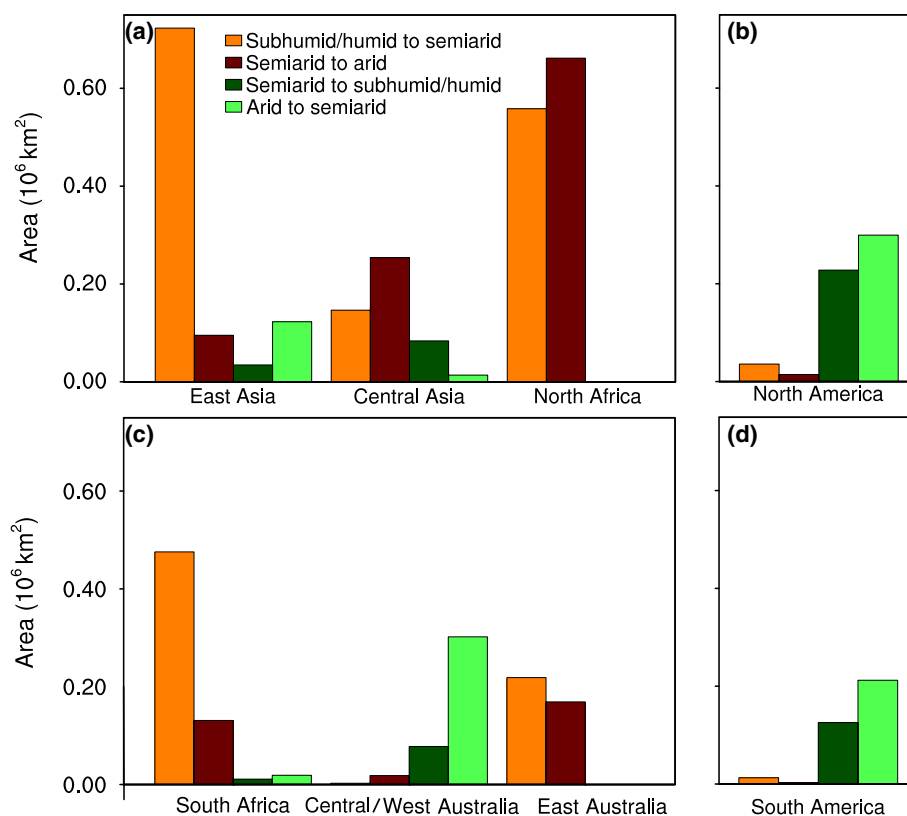 (a)
Subhumid/humid to semiarid
Semiarid to arid
Semiarid to subhumid/humid
Arid to semiarid
Area (10⁶ km²)
0.60
0.40
0.20
0.00
East Asia
Central Asia
North Africa
(b)
North America
(c)
Area (10⁶ km²)
0.60
0.40
0.20
0.00
South Africa
Central/West Australia
East Australia
(d)
South America